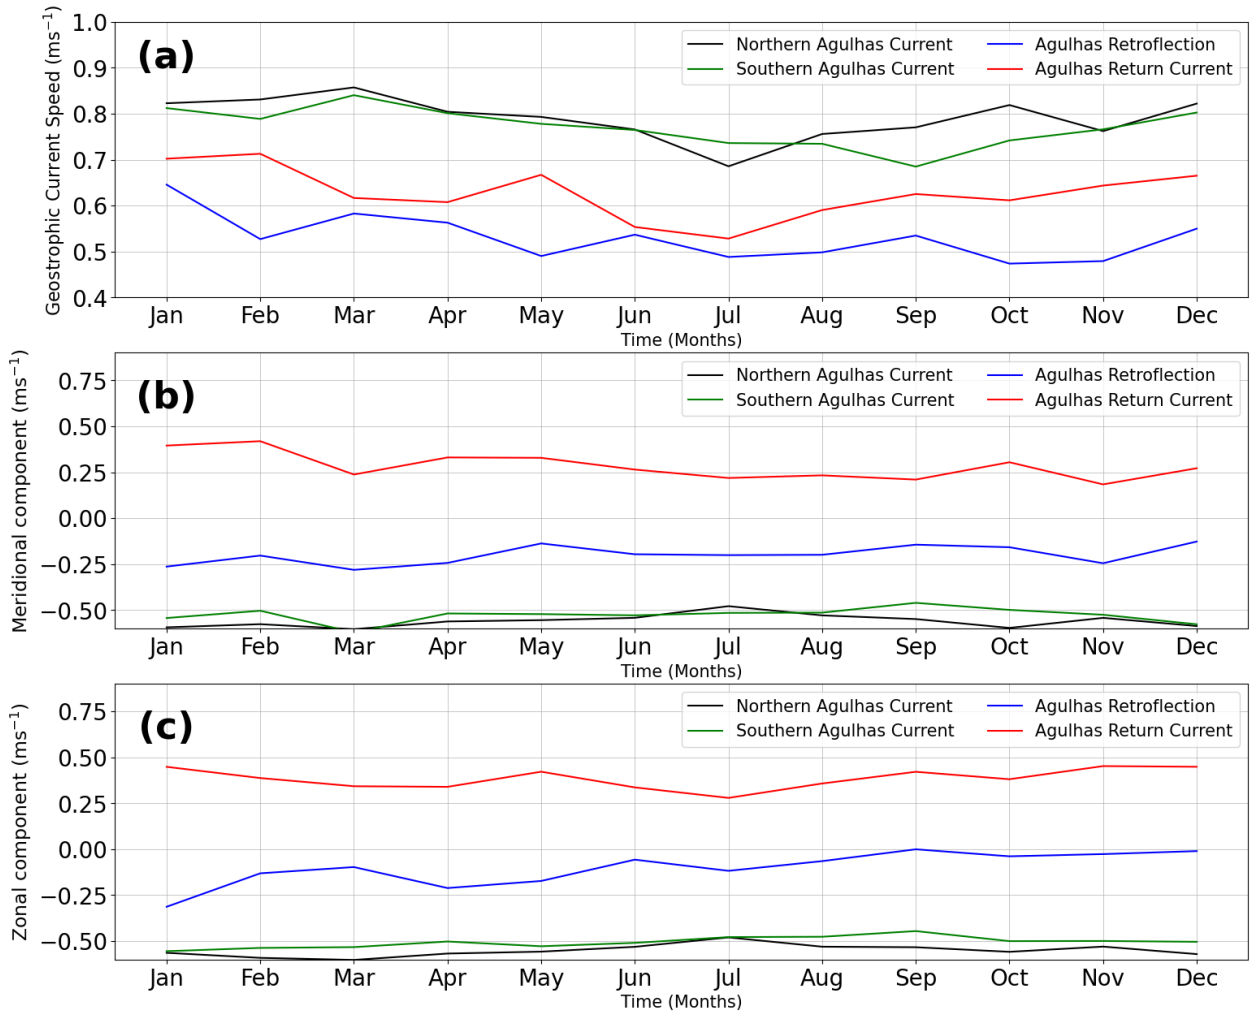 (a)
Geostrophic Current Speed (ms⁻¹)
1.0
0.9
0.8
0.7
0.6
0.5
0.4
Northern Agulhas Current
Southern Agulhas Current
Agulhas Retroflection
Agulhas Return Current
Jan Feb Mar Apr May Jun Jul Aug Sep Oct Nov Dec
Time (Months)
(b)
Meridional component (ms⁻¹)
0.75
0.50
0.25
0.00
−0.25
−0.50
Northern Agulhas Current
Southern Agulhas Current
Agulhas Retroflection
Agulhas Return Current
Jan Feb Mar Apr May Jun Jul Aug Sep Oct Nov Dec
Time (Months)
(c)
Zonal component (ms⁻¹)
0.75
0.50
0.25
0.00
−0.25
−0.50
Northern Agulhas Current
Southern Agulhas Current
Agulhas Retroflection
Agulhas Return Current
Jan Feb Mar Apr May Jun Jul Aug Sep Oct Nov Dec
Time (Months)